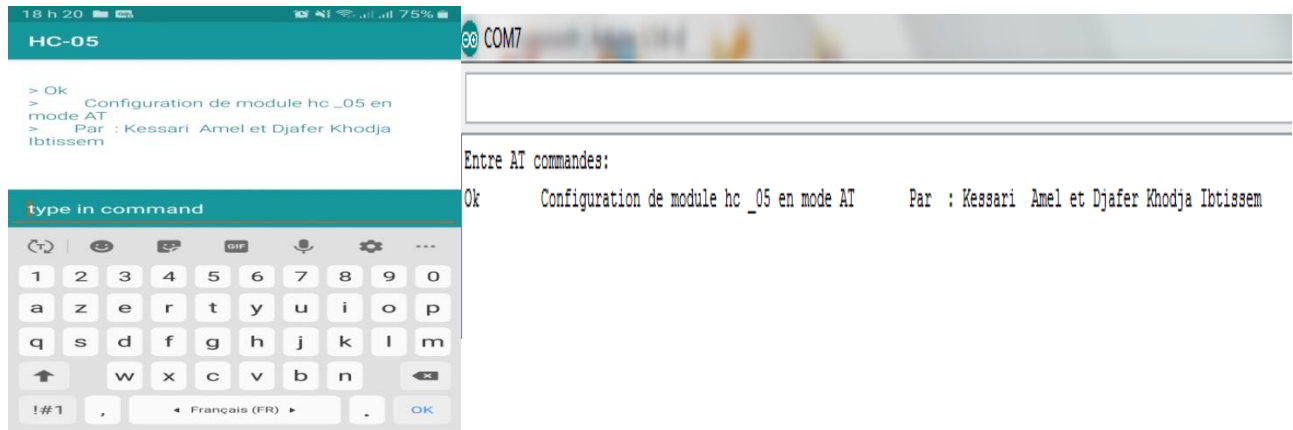 18 h 20
75%
HC-05
> Ok
>      Configuration de module hc _05 en
mode AT
>    Par  : Kessari  Amel et Djafer Khodja
Ibtissem
type in command
GIF
1 2 3 4 5 6 7 8 9 0
a z e r t y u i o p
q s d f g h j k l m
w x c v b n
!#1 , ◂ Français (FR) ▸ . OK
COM7
Entre AT commandes:
Ok      Configuration de module hc _05 en mode AT      Par  : Kessari  Amel et Djafer Khodja Ibtissem